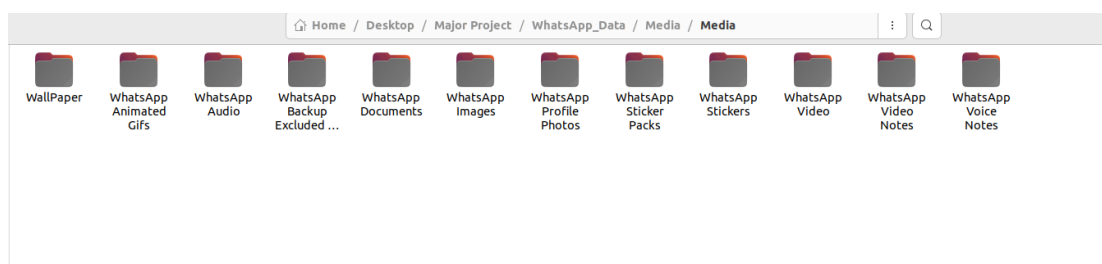 Home / Desktop / Major Project / WhatsApp_Data / Media / Media
WallPaper
WhatsApp
Animated
Gifs
WhatsApp
Audio
WhatsApp
Backup
Excluded ...
WhatsApp
Documents
WhatsApp
Images
WhatsApp
Profile
Photos
WhatsApp
Sticker
Packs
WhatsApp
Stickers
WhatsApp
Video
WhatsApp
Video
Notes
WhatsApp
Voice
Notes